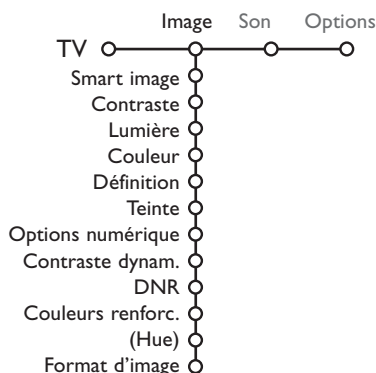 Image Son Options
TV
Smart image
Contraste
Lumière
Couleur
Définition
Teinte
Options numérique
Contraste dynam.
DNR
Couleurs renforc.
(Hue)
Format d'image